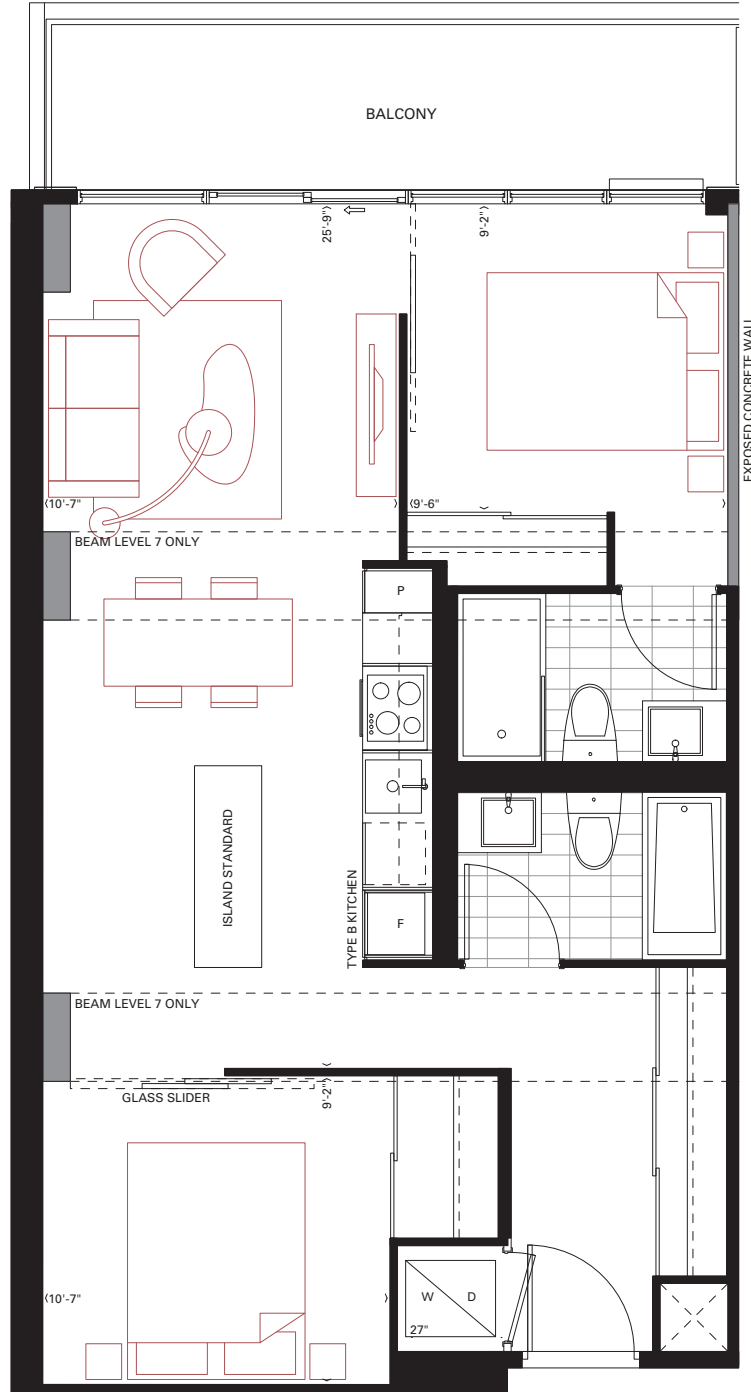 BALCONY
25'-9"
9'-2"
EXPOSED CONCRETE WALL
10'-7"
9'-6"
BEAM LEVEL 7 ONLY
P
ISLAND STANDARD
TYPE B KITCHEN
F
BEAM LEVEL 7 ONLY
GLASS SLIDER
9'-2"
10'-7"
W
D
27"